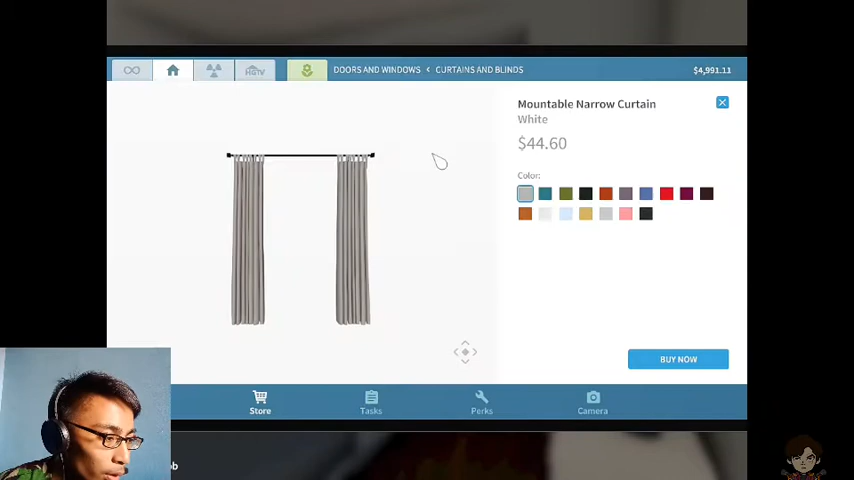 HGTV
DOORS AND WINDOWS < CURTAINS AND BLINDS
$4,991.11
Mountable Narrow Curtain
White
$44.60
Color:
BUY NOW
Store
Tasks
Perks
Camera